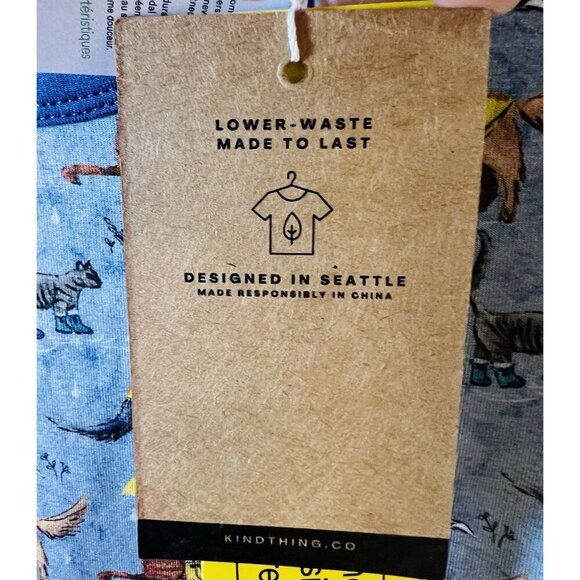 LOWER-WASTE
MADE TO LAST
DESIGNED IN SEATTLE
MADE RESPONSIBLY IN CHINA
KINDTHING.CO